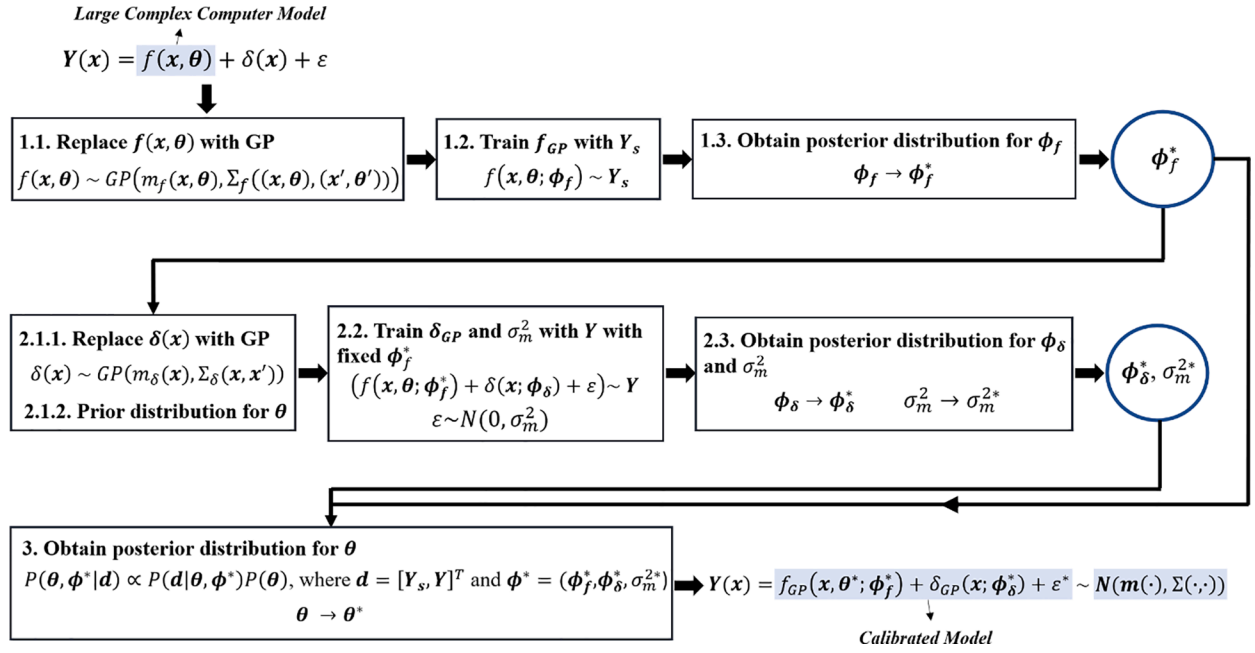 Large Complex Computer Model
Y(x) = f(x, θ) + δ(x) + ε
1.1. Replace f(x, θ) with GP
f(x, θ) ~ GP(m_f(x, θ), Σ_f((x, θ), (x′, θ′)))
1.2. Train f_GP with Y_s
f(x, θ; ϕ_f) ~ Y_s
1.3. Obtain posterior distribution for ϕ_f
ϕ_f → ϕ_f^*
ϕ_f^*
2.1.1. Replace δ(x) with GP
δ(x) ~ GP(m_δ(x), Σ_δ(x, x′))
2.1.2. Prior distribution for θ
2.2. Train δ_GP and σ_m^2 with Y with
fixed ϕ_f^*
(f(x, θ; ϕ_f^*) + δ(x; ϕ_δ) + ε)~ Y
ε~N(0, σ_m^2)
2.3. Obtain posterior distribution for ϕ_δ
and σ_m^2
ϕ_δ → ϕ_δ^* σ_m^2 → σ_m^2*
ϕ_δ^*, σ_m^2*
3. Obtain posterior distribution for θ
P(θ, ϕ^*|d) ∝ P(d|θ, ϕ^*)P(θ), where d = [Y_s, Y]^T and ϕ^* = (ϕ_f^*,ϕ_δ^*,σ_m^2*)
θ → θ^*
Y(x) = f_GP(x, θ^*; ϕ_f^*) + δ_GP(x; ϕ_δ^*) + ε^* ~ N(m(·), Σ(·,·))
Calibrated Model